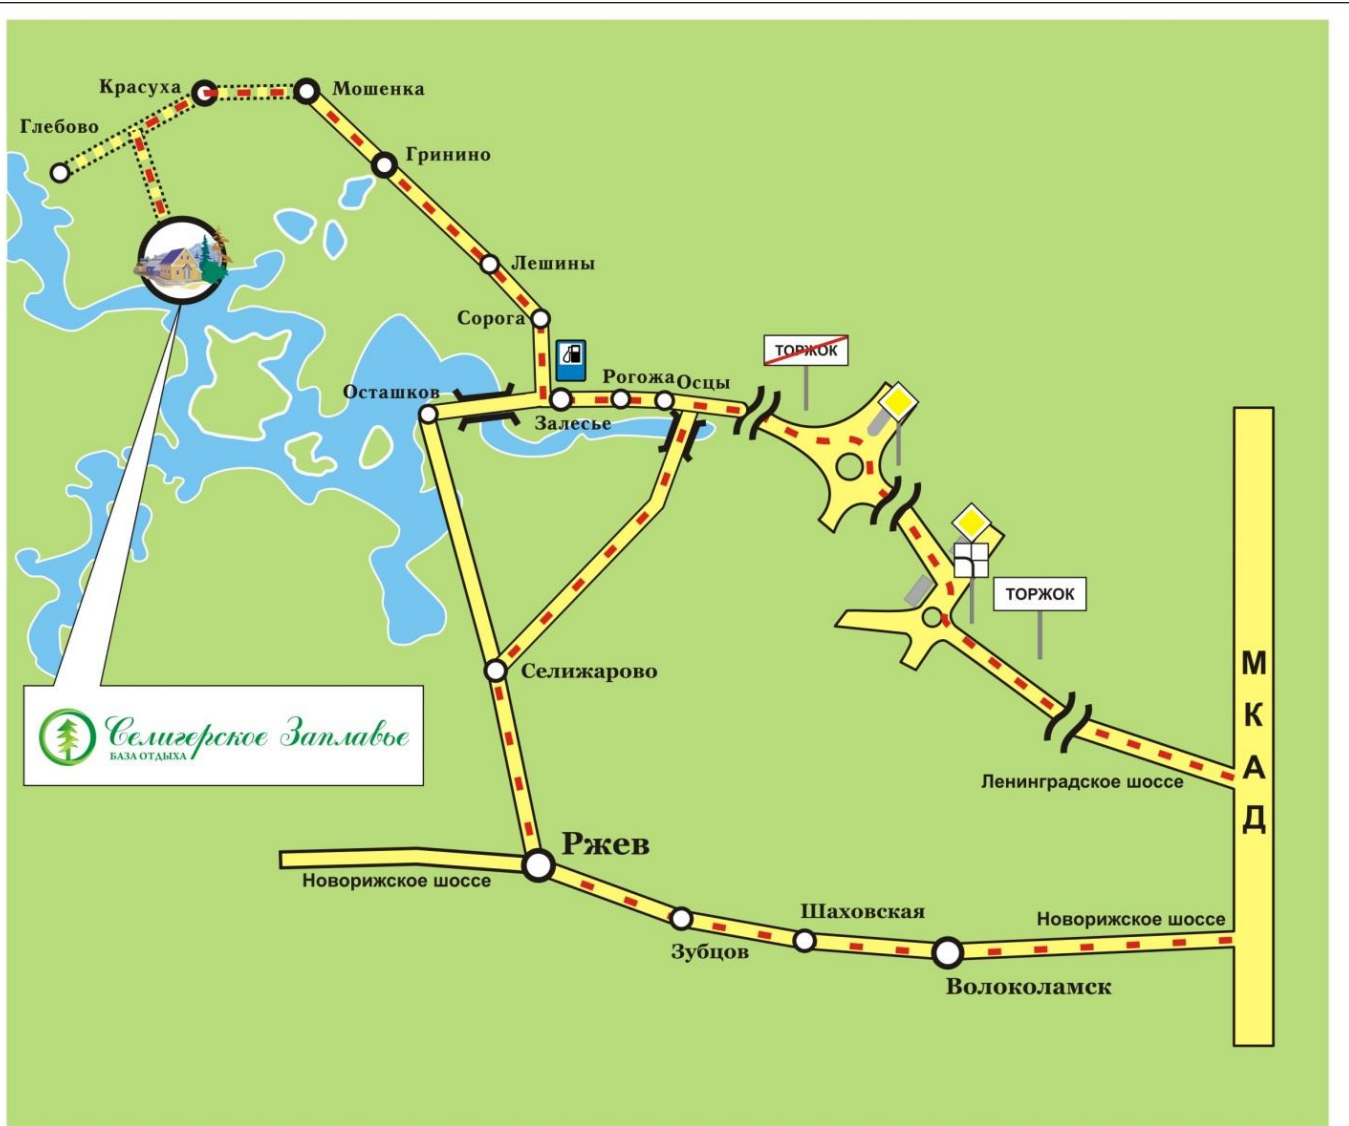 Красуха
Мошенка
Глебово
Гринино
Лешины
Сорога
ТОРЖОК
Рогожа
Осцы
Осташков
Залесье
ТОРЖОК
Селижарово
М
К
А
Д
Селигерское Заплавье
БАЗА ОТДЫХА
Ленинградское шоссе
Ржев
Новорижское шоссе
Шаховская
Новорижское шоссе
Зубцов
Волоколамск